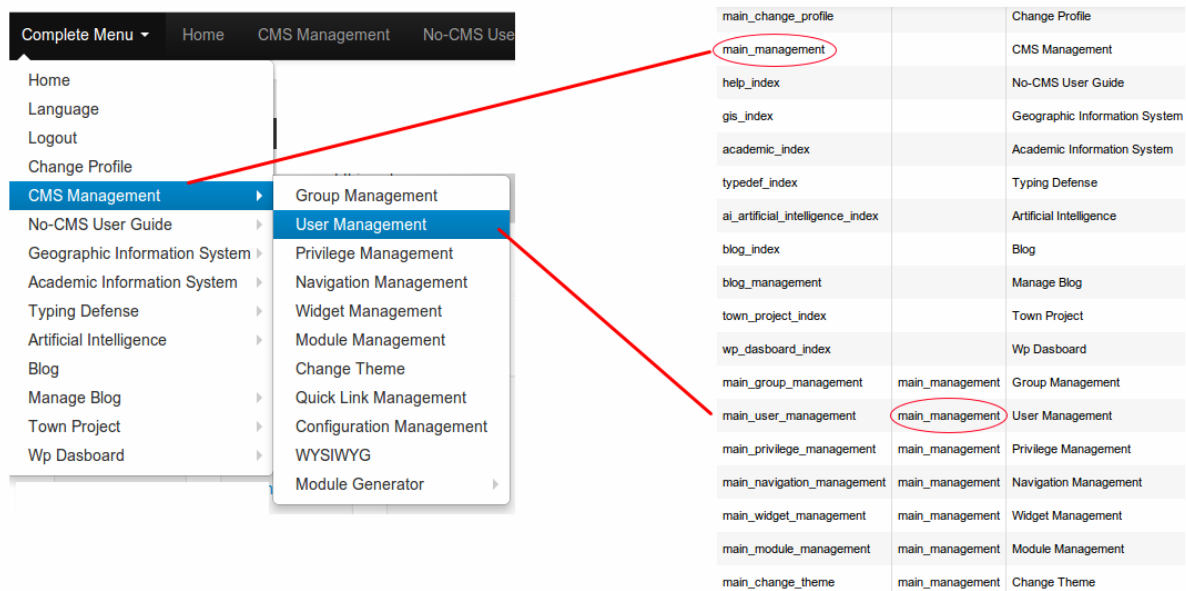 Complete Menu Home CMS Management No-CMS Use
Home
Language
Logout
Change Profile
CMS Management
No-CMS User Guide
Geographic Information System
Academic Information System
Typing Defense
Artificial Intelligence
Blog
Manage Blog
Town Project
Wp Dasboard
Group Management
User Management
Privilege Management
Navigation Management
Widget Management
Module Management
Change Theme
Quick Link Management
Configuration Management
WYSIWYG
Module Generator
main_change_profile Change Profile
main_management CMS Management
help_index No-CMS User Guide
gis_index Geographic Information System
academic_index Academic Information System
typedef_index Typing Defense
ai_artificial_intelligence_index Artificial Intelligence
blog_index Blog
blog_management Manage Blog
town_project_index Town Project
wp_dasboard_index Wp Dasboard
main_group_management main_management Group Management
main_user_management main_management User Management
main_privilege_management main_management Privilege Management
main_navigation_management main_management Navigation Management
main_widget_management main_management Widget Management
main_module_management main_management Module Management
main_change_theme main_management Change Theme